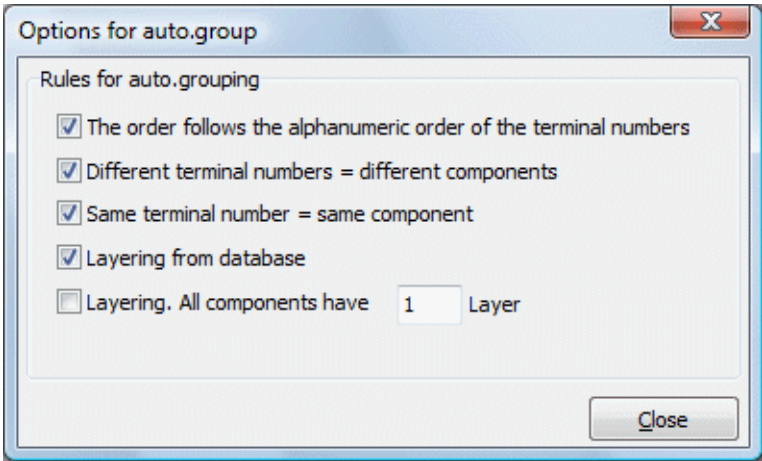 Options for auto.group
Rules for auto.grouping
The order follows the alphanumeric order of the terminal numbers
Different terminal numbers = different components
Same terminal number = same component
Layering from database
Layering. All components have 1 Layer
Close